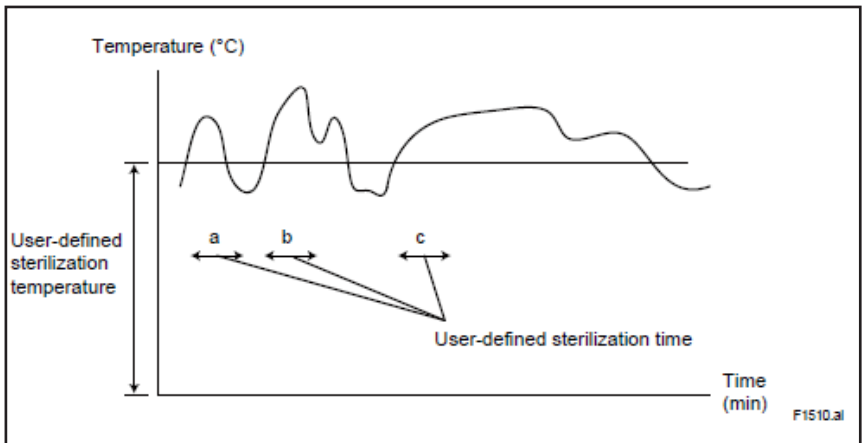 Temperature (°C)
User-defined
sterilization
temperature
a
b
c
User-defined sterilization time
Time
(min)
F1510.ai